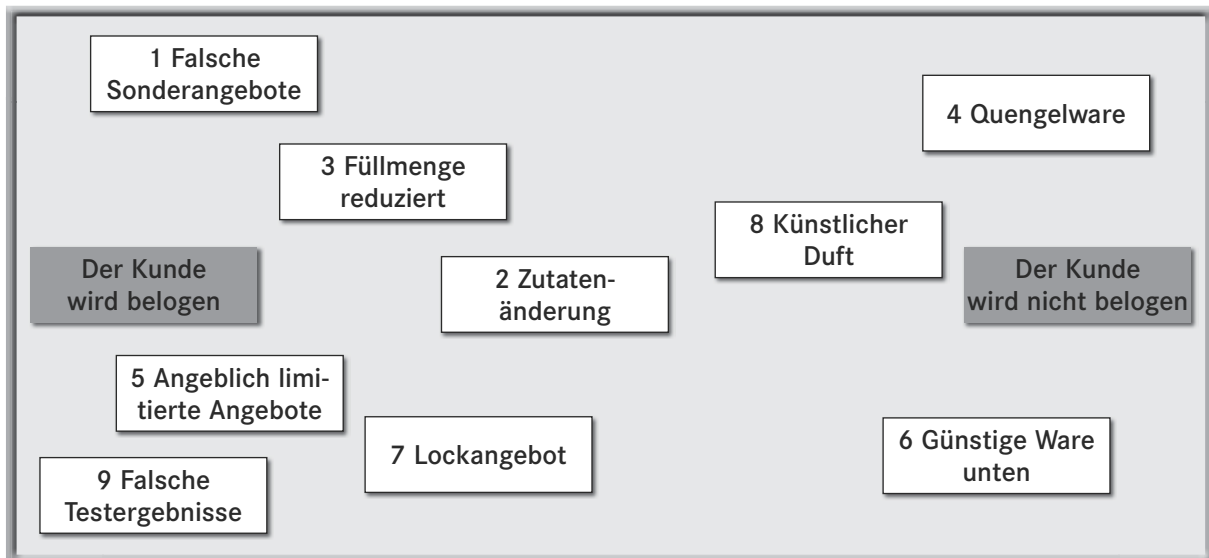 1 Falsche
Sonderangebote
4 Quengelware
3 Füllmenge
reduziert
8 Künstlicher
Duft
Der Kunde
wird belogen
2 Zutaten-
änderung
Der Kunde
wird nicht belogen
5 Angeblich limi-
tierte Angebote
7 Lockangebot
6 Günstige Ware
unten
9 Falsche
Testergebnisse